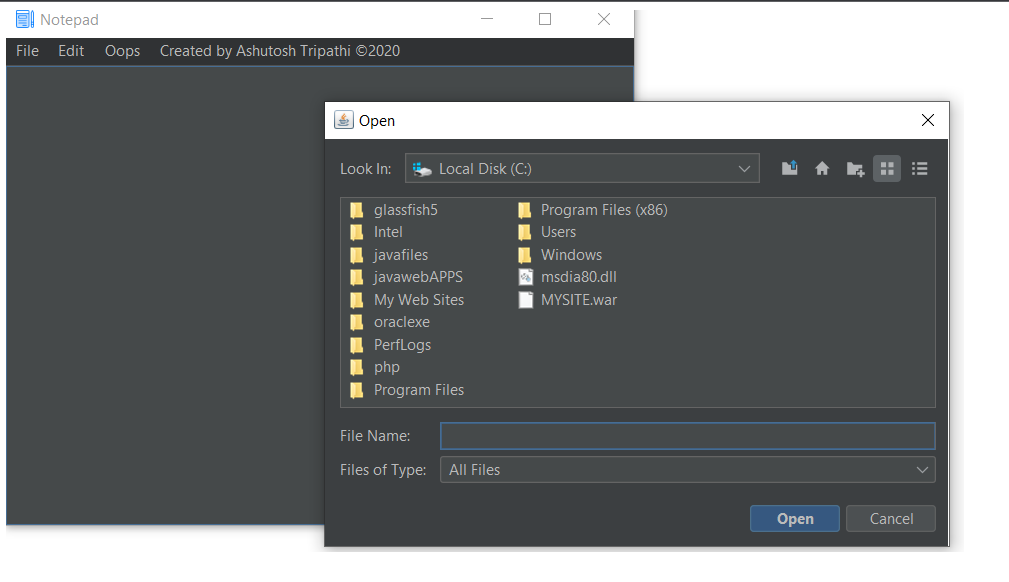 Notepad
File Edit Oops Created by Ashutosh Tripathi ©2020
Open
Look In: Local Disk (C:)
glassfish5 Program Files (x86)
Intel Users
javafiles Windows
javawebAPPS msdia80.dll
My Web Sites MYSITE.war
oraclexe
PerfLogs
php
Program Files
File Name:
Files of Type: All Files
Open Cancel